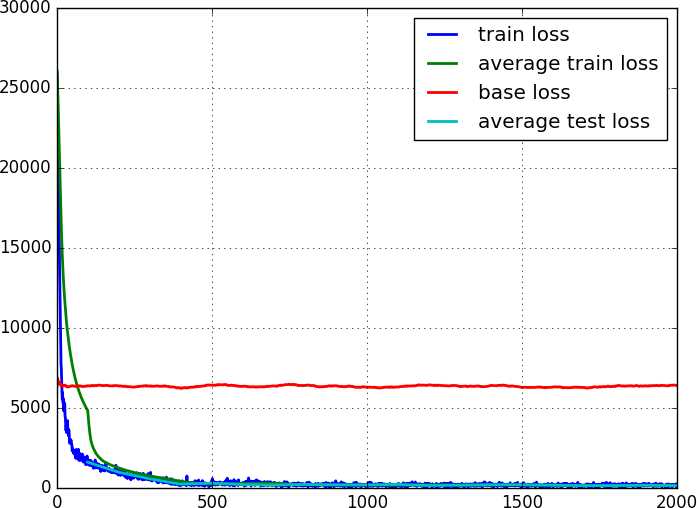 30000
25000
20000
15000
10000
5000
0
0 500 1000 1500 2000
train loss
average train loss
base loss
average test loss